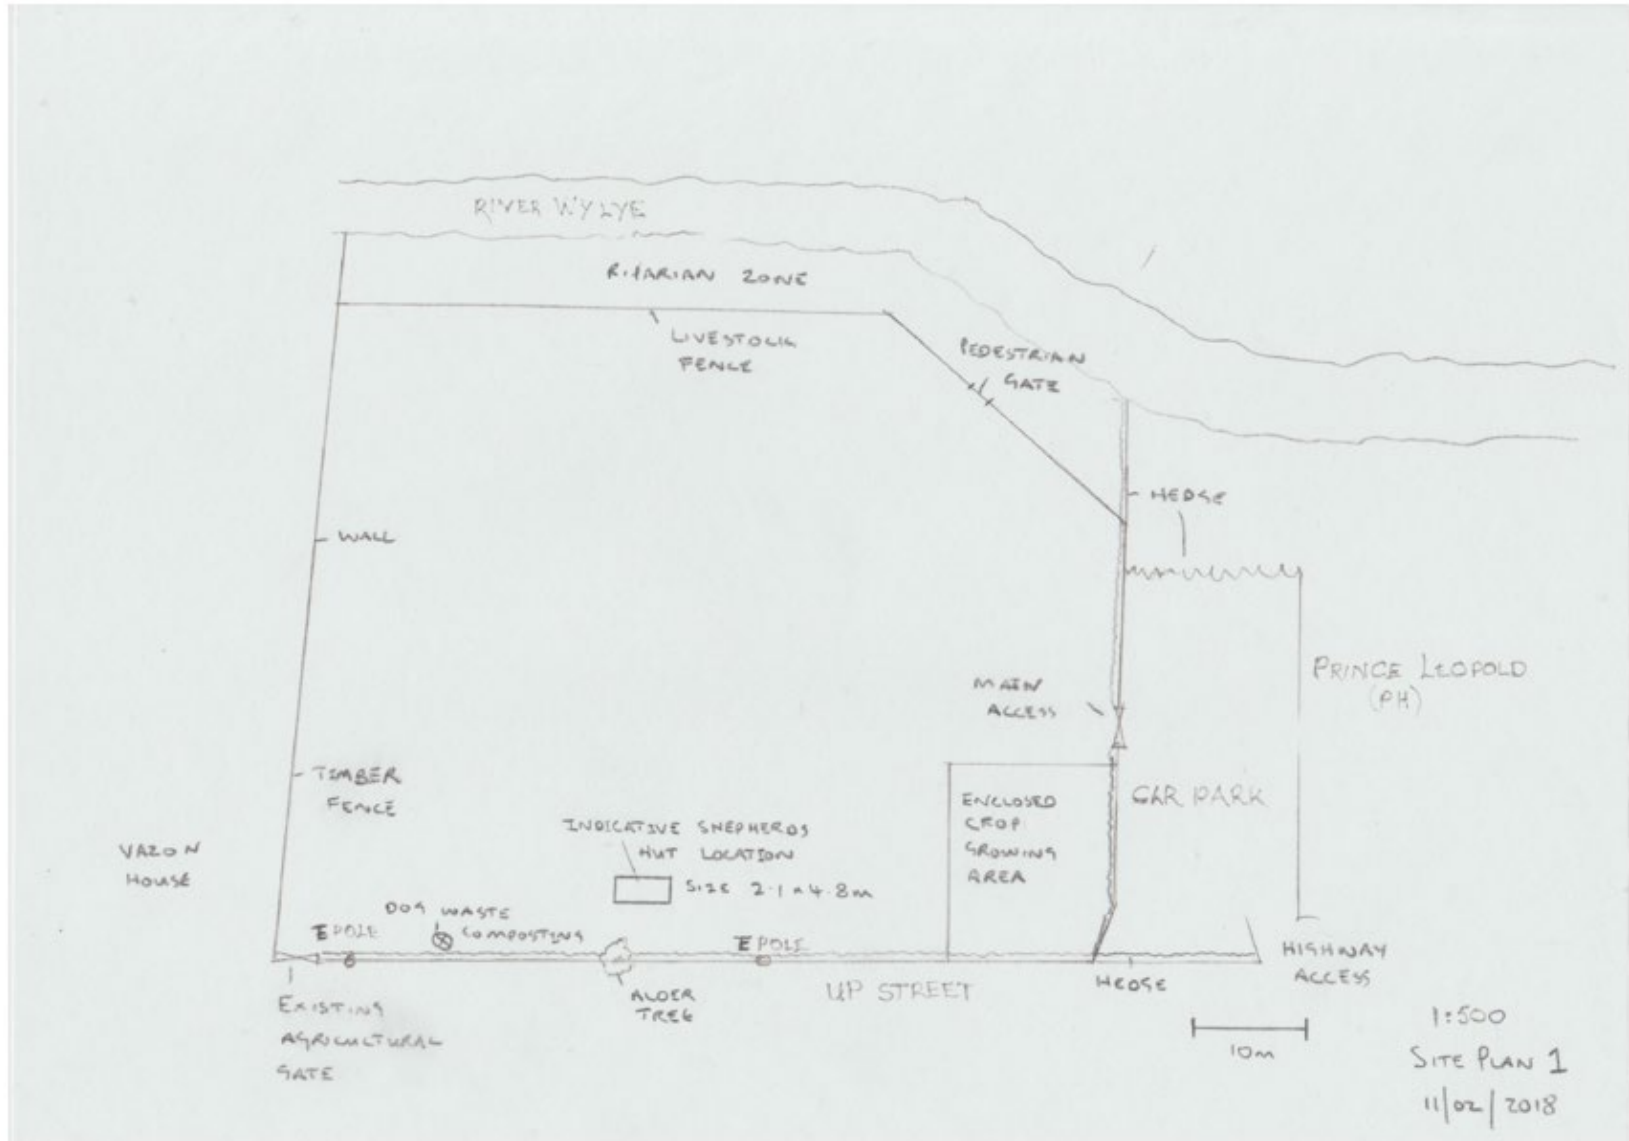 RIVER WYLYE
RIPARIAN ZONE
LIVESTOCK
FENCE
PEDESTRIAN
GATE
HEDGE
WALL
MAIN
ACCESS
PRINCE LEOPOLD
(PH)
TIMBER
FENCE
CAR PARK
ENCLOSED
CROP
GROWING
AREA
INDICATIVE SHEPHERDS
HUT LOCATION
SIZE 2.1 x 4.8m
VAZON
HOUSE
DOG WASTE
COMPOSTING
E POLE
E POLE
UP STREET
HEDGE
HIGHWAY
ACCESS
ALDER
TREE
EXISTING
AGRICULTURAL
GATE
10m
1:500
SITE PLAN 1
11/02/2018